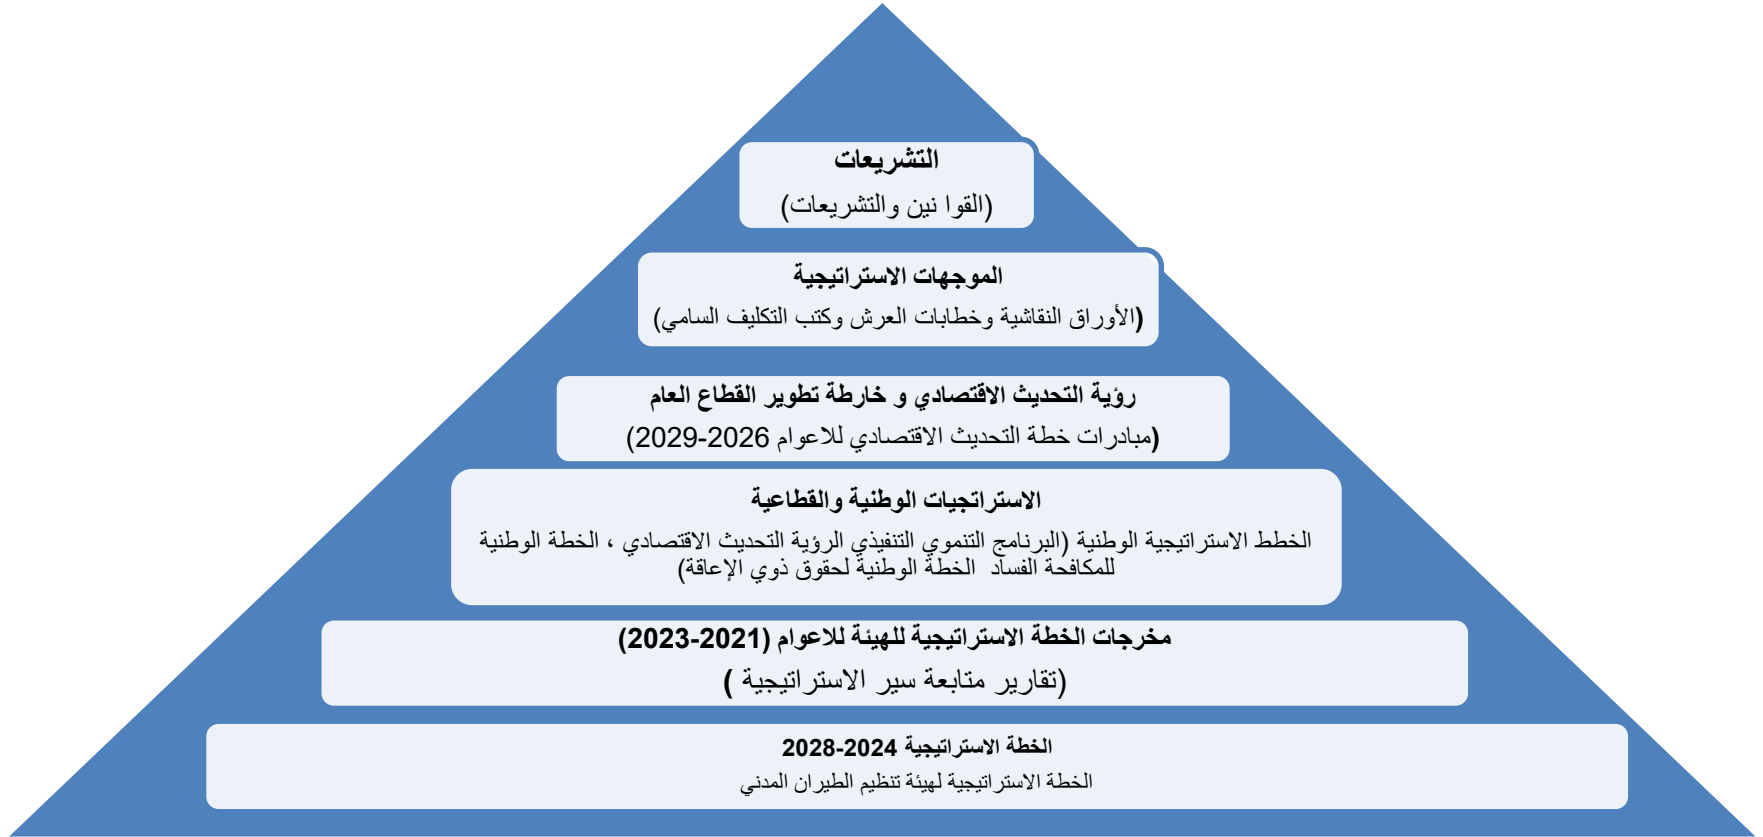 التشريعات
(القوا نين والتشريعات)
الموجهات الاستراتيجية
(الأوراق النقاشية وخطابات العرش وكتب التكليف السامي)
رؤية التحديث الاقتصادي و خارطة تطوير القطاع العام
(مبادرات خطة التحديث الاقتصادي للاعوام 2026-2029)
الاستراتجيات الوطنية والقطاعية
الخطط الاستراتيجية الوطنية (البرنامج التنموي التنفيذي الرؤية التحديث الاقتصادي ، الخطة الوطنية
للمكافحة الفساد الخطة الوطنية لحقوق ذوي الإعاقة)
مخرجات الخطة الاستراتيجية للهيئة للاعوام (2021-2023)
(تقارير متابعة سير الاستراتيجية )
الخطة الاستراتيجية 2024-2028
الخطة الاستراتيجية لهيئة تنظيم الطيران المدني